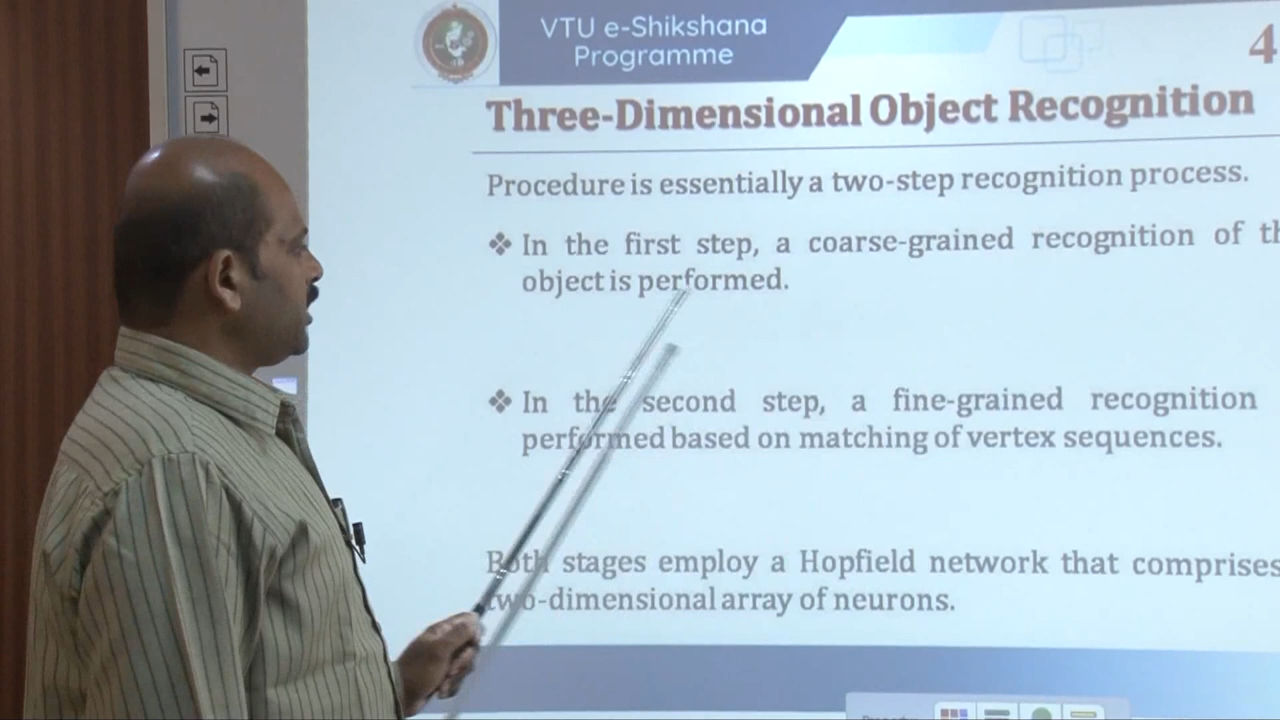 VTU e-Shikshana
Programme
4
Three-Dimensional Object Recognition
Procedure is essentially a two-step recognition process.
❖ In the first step, a coarse-grained recognition of th
object is performed.
❖ In the second step, a fine-grained recognition
performed based on matching of vertex sequences.
Both stages employ a Hopfield network that comprises
two-dimensional array of neurons.